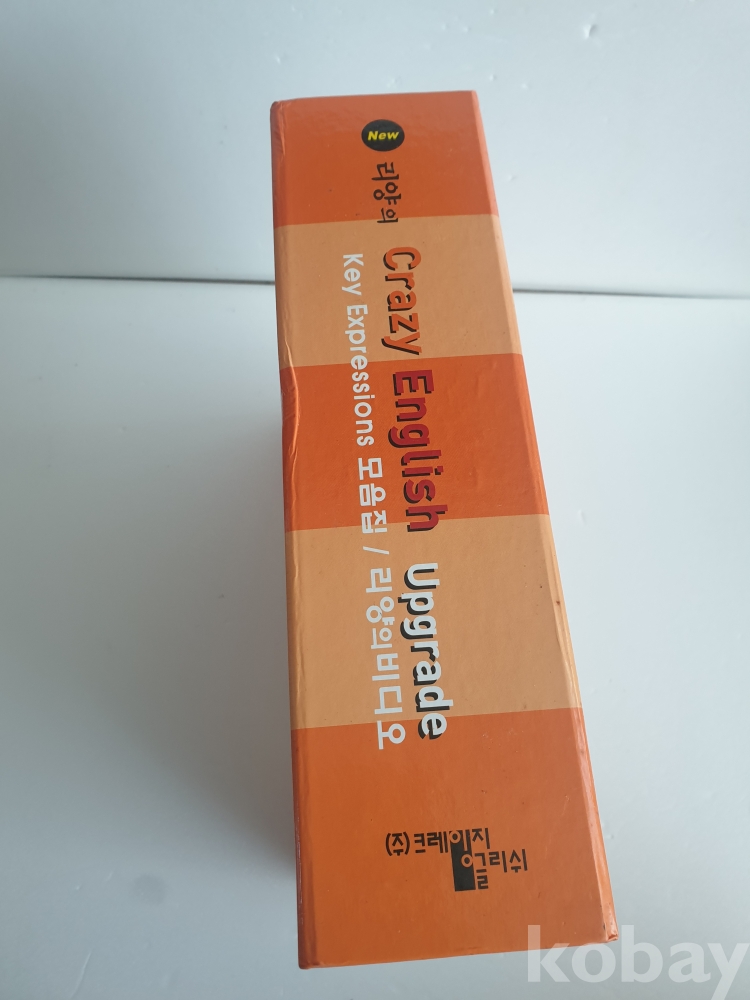 New
리양의 Crazy English Upgrade
Key Expressions 모음집 / 리양의비디오
(주)크레이지
잉글리쉬
kobay